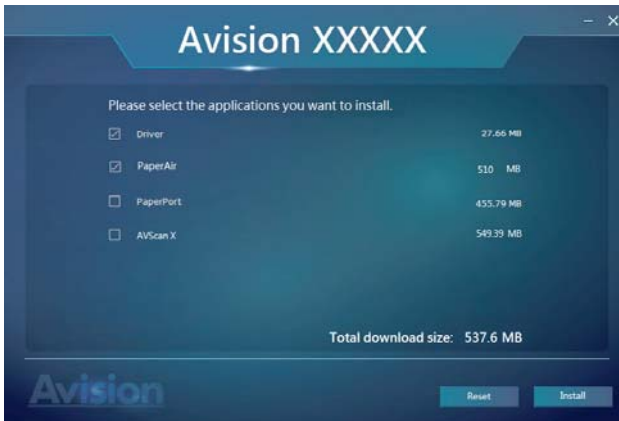 Avision XXXXX
Please select the applications you want to install.
Driver 27.66 MB
PaperAir 510 MB
PaperPort 455.79 MB
AVScan X 549.39 MB
Total download size: 537.6 MB
Avision
Reset Install